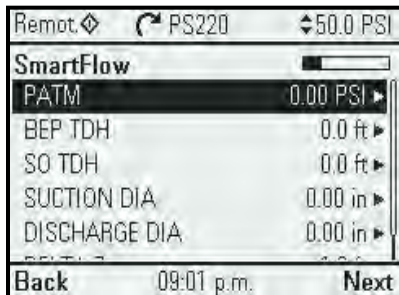 Remot. PS220 50.0 PSI
SmartFlow
PATM 0.00 PSI
BEP TDH 0.0 ft
SO TDH 0.0 ft
SUCTION DIA 0.00 in
DISCHARGE DIA 0.00 in
Back 09:01 p.m. Next